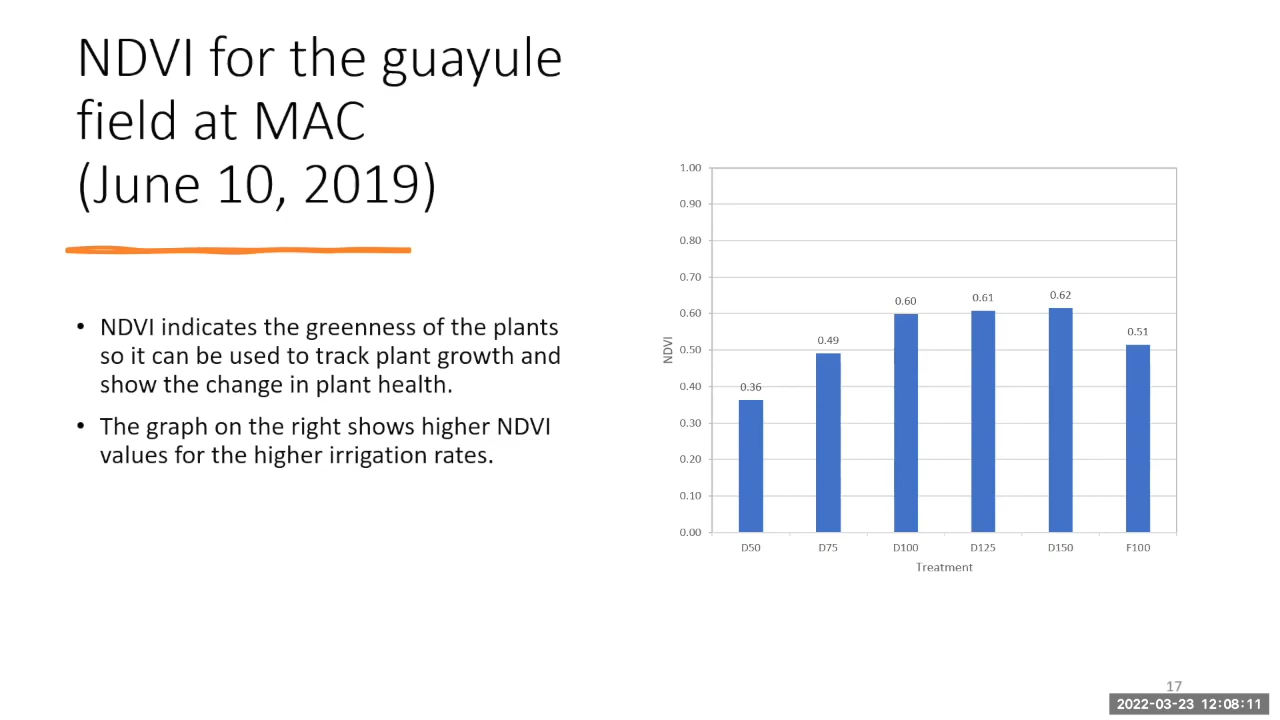 NDVI for the guayule
field at MAC
(June 10, 2019)
• NDVI indicates the greenness of the plants
so it can be used to track plant growth and
show the change in plant health.
• The graph on the right shows higher NDVI
values for the higher irrigation rates.
1.00
0.90
0.80
0.70
0.60
0.50
0.40
0.30
0.20
0.10
0.00
NDVI
0.36
0.49
0.60
0.61
0.62
0.51
D50 D75 D100 D125 D150 F100
Treatment
17
2022-03-23 12:08:11